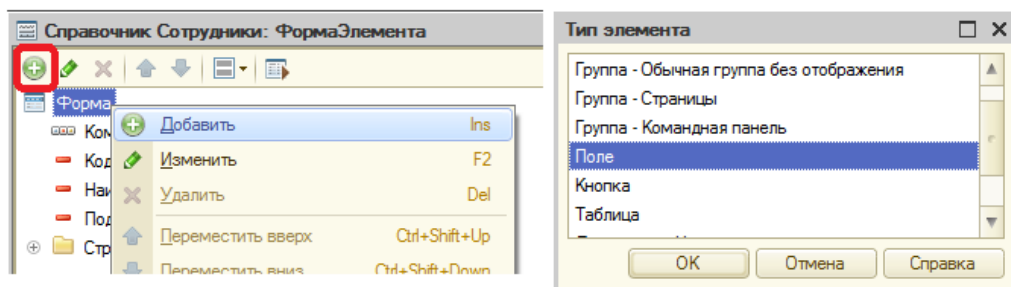 Справочник Сотрудники: ФормаЭлемента
Форма
Ком
Код
Наи
Под
Стр
Добавить Ins
Изменить F2
Удалить Del
Переместить вверх Ctrl+Shift+Up
Переместить вниз Ctrl+Shift+Down
Тип элемента
Группа - Обычная группа без отображения
Группа - Страницы
Группа - Командная панель
Поле
Кнопка
Таблица
ОК Отмена Справка